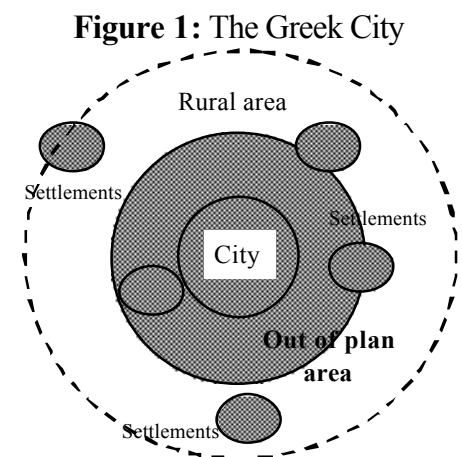 Figure 1: The Greek City
Rural area
Settlements
Settlements
City
Out of plan
area
Settlements